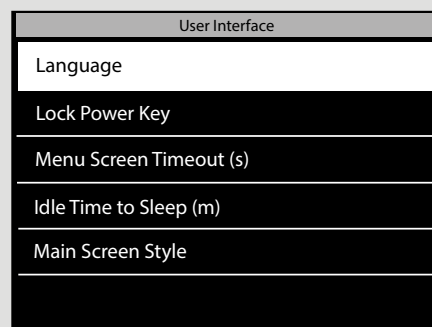 User Interface
Language
Lock Power Key
Menu Screen Timeout (s)
Idle Time to Sleep (m)
Main Screen Style